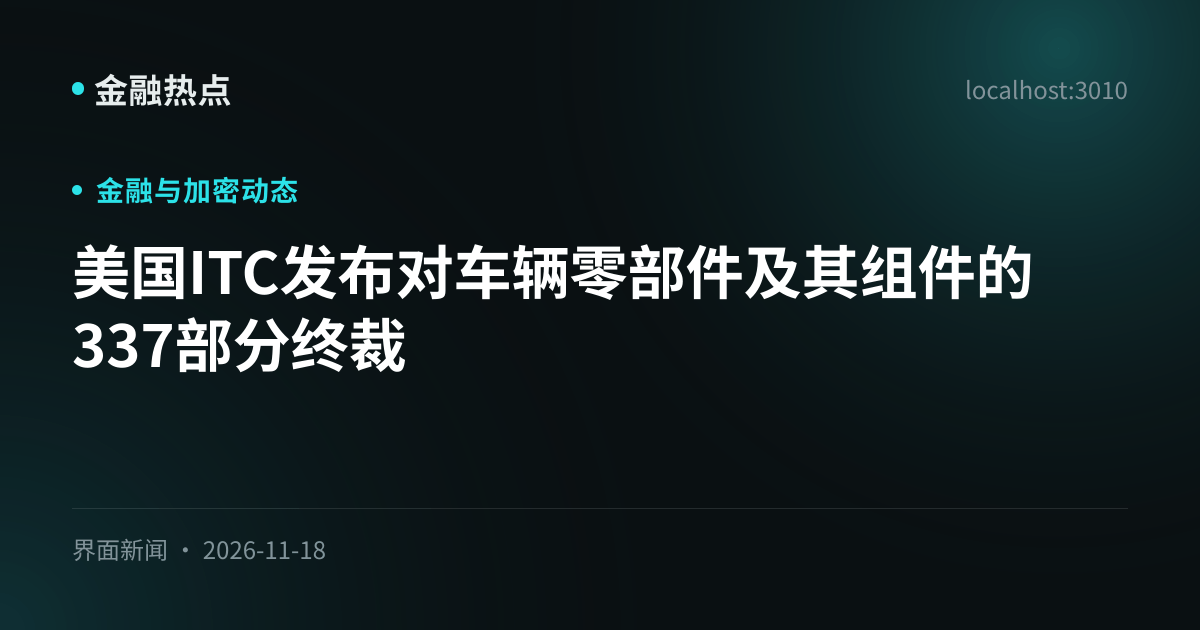 金融热点
localhost:3010
金融与加密动态
美国ITC发布对车辆零部件及其组件的
337部分终裁
界面新闻 · 2026-11-18